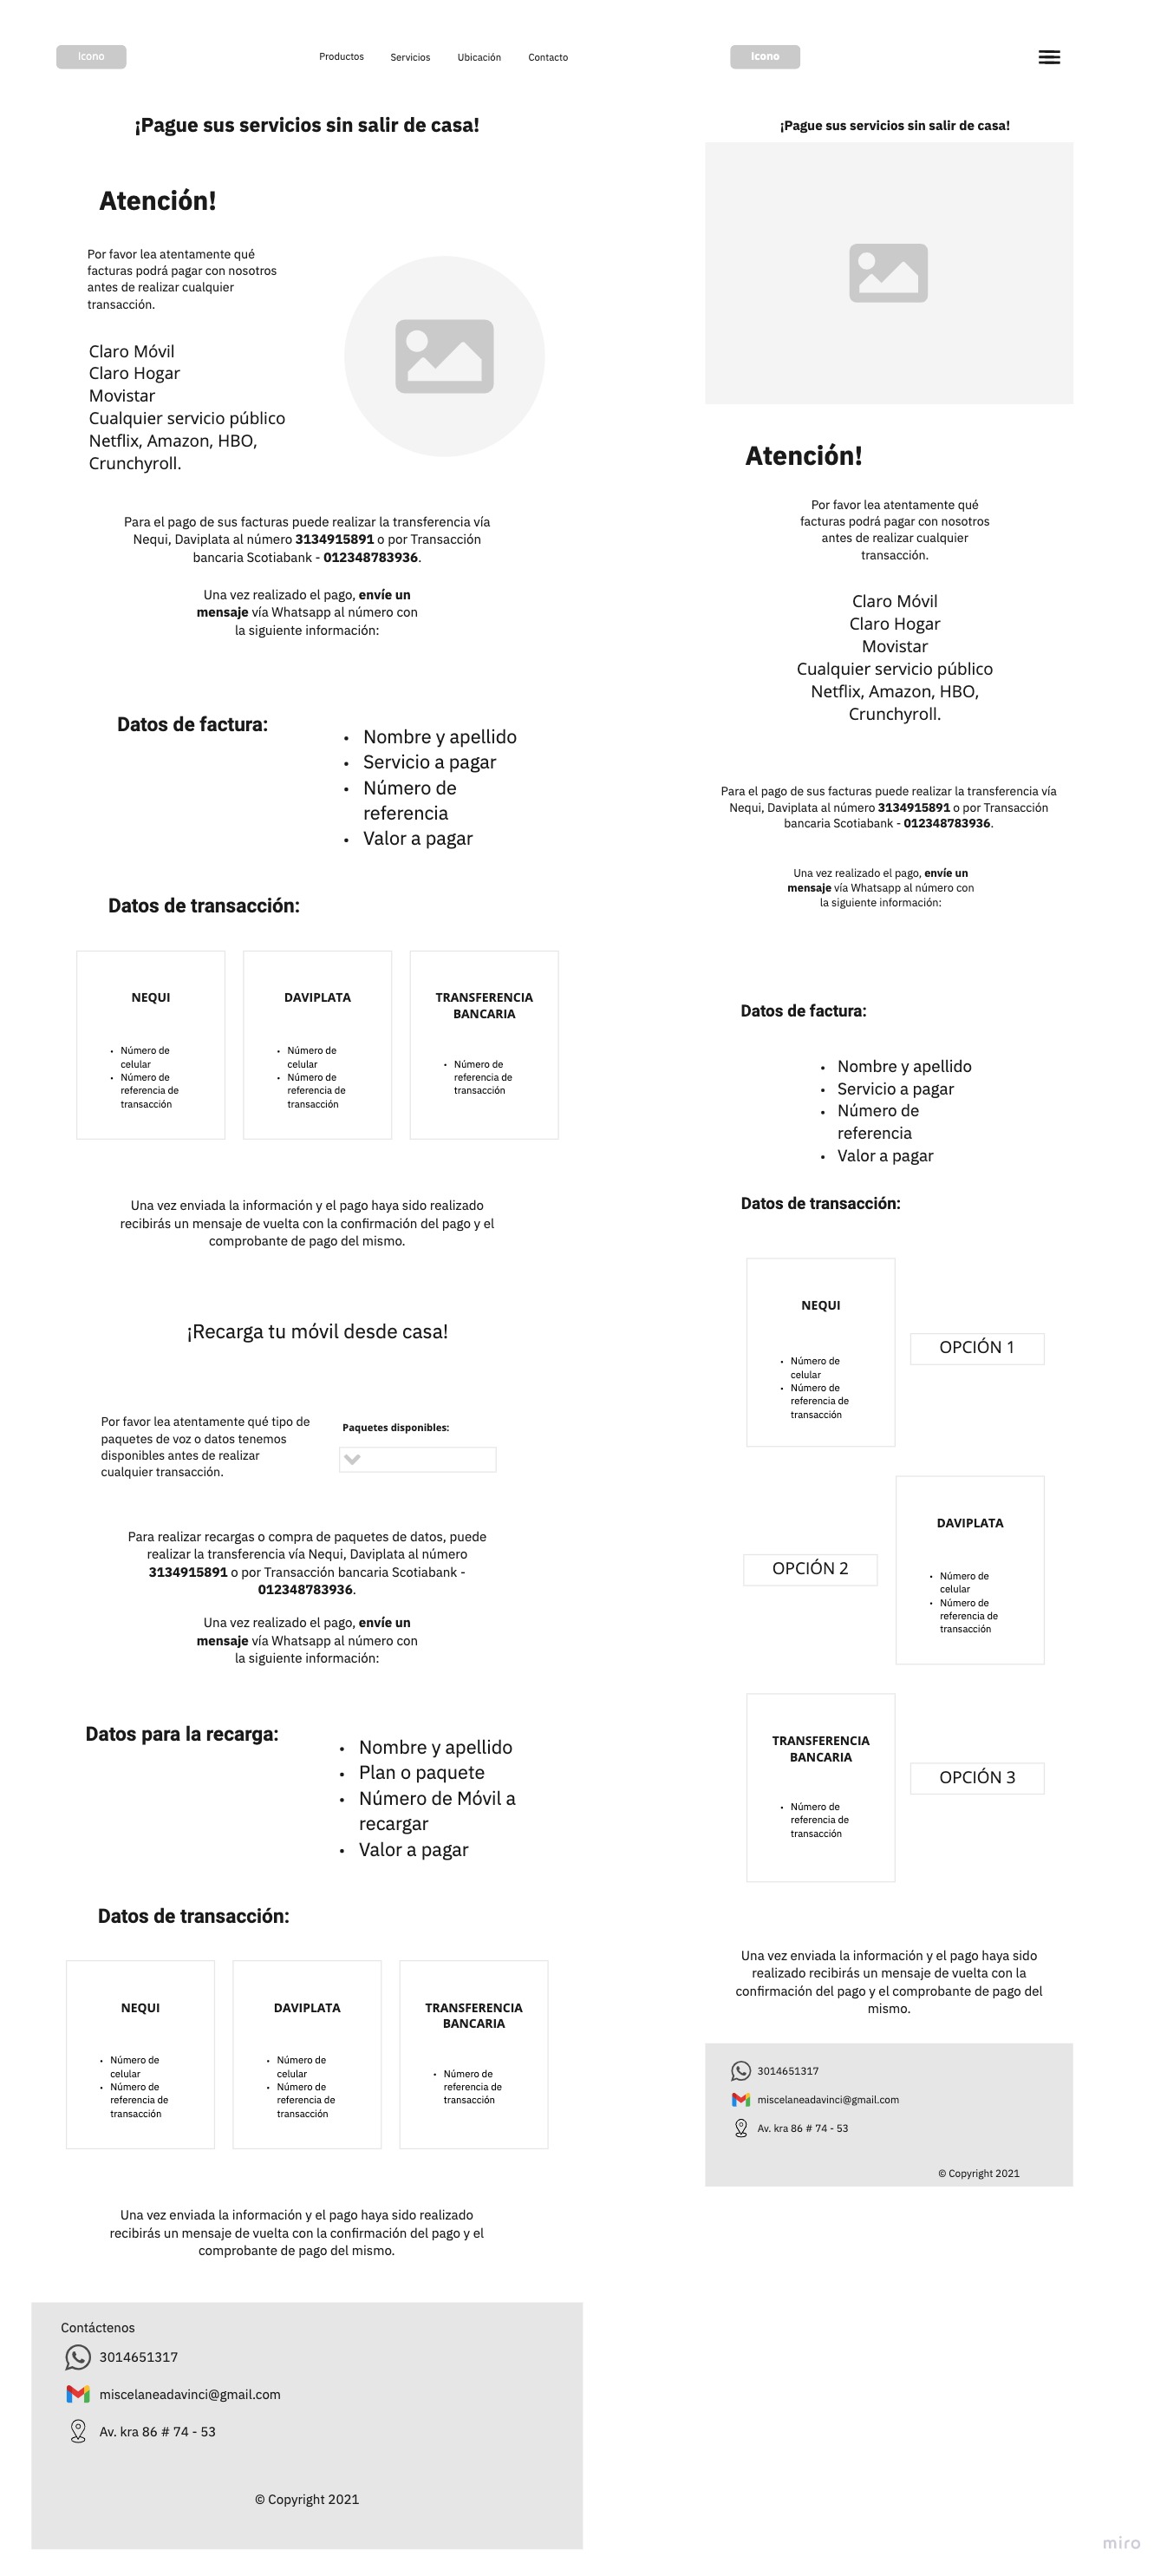 Icono
Productos
Servicios
Ubicación
Contacto
¡Pague sus servicios sin salir de casa!
Atención!
Por favor lea atentamente qué
facturas podrá pagar con nosotros
antes de realizar cualquier
transacción.
Claro Móvil
Claro Hogar
Movistar
Cualquier servicio público
Netflix, Amazon, HBO,
Crunchyroll.
Para el pago de sus facturas puede realizar la transferencia vía
Nequi, Daviplata al número 3134915891 o por Transacción
bancaria Scotiabank - 012348783936.
Una vez realizado el pago, envíe un
mensaje vía Whatsapp al número con
la siguiente información:
Datos de factura:
• Nombre y apellido
• Servicio a pagar
• Número de
referencia
• Valor a pagar
Datos de transacción:
NEQUI
• Número de
celular
• Número de
referencia de
transacción
DAVIPLATA
• Número de
celular
• Número de
referencia de
transacción
TRANSFERENCIA
BANCARIA
• Número de
referencia de
transacción
Una vez enviada la información y el pago haya sido realizado
recibirás un mensaje de vuelta con la confirmación del pago y el
comprobante de pago del mismo.
¡Recarga tu móvil desde casa!
Por favor lea atentamente qué tipo de
paquetes de voz o datos tenemos
disponibles antes de realizar
cualquier transacción.
Paquetes disponibles:
Para realizar recargas o compra de paquetes de datos, puede
realizar la transferencia vía Nequi, Daviplata al número
3134915891 o por Transacción bancaria Scotiabank -
012348783936.
Una vez realizado el pago, envíe un
mensaje vía Whatsapp al número con
la siguiente información:
Datos para la recarga:
• Nombre y apellido
• Plan o paquete
• Número de Móvil a
recargar
• Valor a pagar
Datos de transacción:
NEQUI
• Número de
celular
• Número de
referencia de
transacción
DAVIPLATA
• Número de
celular
• Número de
referencia de
transacción
TRANSFERENCIA
BANCARIA
• Número de
referencia de
transacción
Una vez enviada la información y el pago haya sido realizado
recibirás un mensaje de vuelta con la confirmación del pago y el
comprobante de pago del mismo.
Contáctenos
3014651317
miscelaneadavinci@gmail.com
Av. kra 86 # 74 - 53
© Copyright 2021
Icono
¡Pague sus servicios sin salir de casa!
Atención!
Por favor lea atentamente qué
facturas podrá pagar con nosotros
antes de realizar cualquier
transacción.
Claro Móvil
Claro Hogar
Movistar
Cualquier servicio público
Netflix, Amazon, HBO,
Crunchyroll.
Para el pago de sus facturas puede realizar la transferencia vía
Nequi, Daviplata al número 3134915891 o por Transacción
bancaria Scotiabank - 012348783936.
Una vez realizado el pago, envíe un
mensaje vía Whatsapp al número con
la siguiente información:
Datos de factura:
• Nombre y apellido
• Servicio a pagar
• Número de
referencia
• Valor a pagar
Datos de transacción:
NEQUI
• Número de
celular
• Número de
referencia de
transacción
OPCIÓN 1
DAVIPLATA
• Número de
celular
• Número de
referencia de
transacción
OPCIÓN 2
TRANSFERENCIA
BANCARIA
• Número de
referencia de
transacción
OPCIÓN 3
Una vez enviada la información y el pago haya sido
realizado recibirás un mensaje de vuelta con la
confirmación del pago y el comprobante de pago del
mismo.
3014651317
miscelaneadavinci@gmail.com
Av. kra 86 # 74 - 53
© Copyright 2021
miro